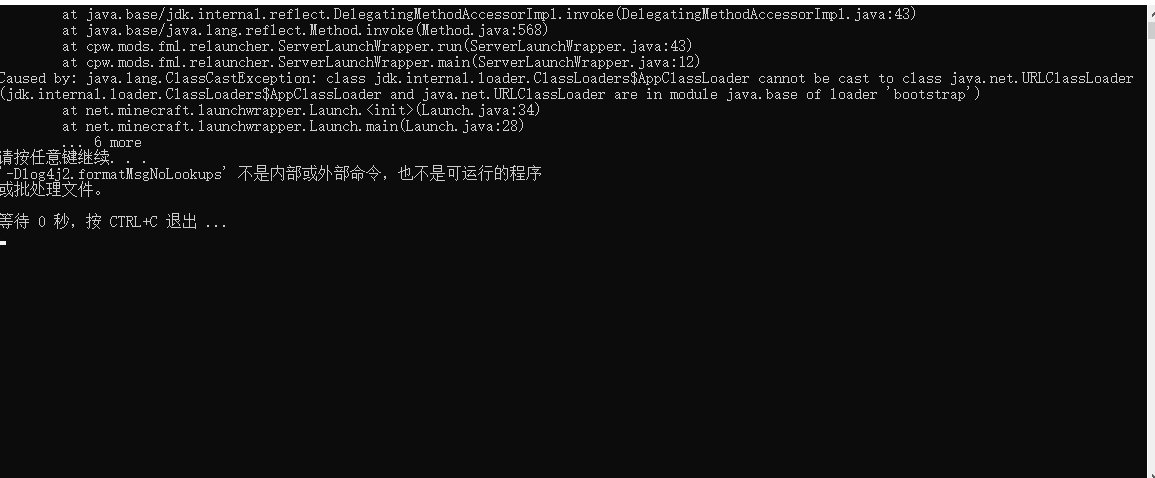 at java.base/jdk.internal.reflect.DelegatingMethodAccessorImpl.invoke(DelegatingMethodAccessorImpl.java:43)
at java.base/java.lang.reflect.Method.invoke(Method.java:568)
at cpw.mods.fml.relauncher.ServerLaunchWrapper.run(ServerLaunchWrapper.java:43)
at cpw.mods.fml.relauncher.ServerLaunchWrapper.main(ServerLaunchWrapper.java:12)
Caused by: java.lang.ClassCastException: class jdk.internal.loader.ClassLoaders$AppClassLoader cannot be cast to class java.net.URLClassLoader
(jdk.internal.loader.ClassLoaders$AppClassLoader and java.net.URLClassLoader are in module java.base of loader 'bootstrap')
at net.minecraft.launchwrapper.Launch.<init>(Launch.java:34)
at net.minecraft.launchwrapper.Launch.main(Launch.java:28)
... 6 more
请按任意键继续. . .
'-Dlog4j2.formatMsgNoLookups' 不是内部或外部命令，也不是可运行的程序
或批处理文件。
等待 0 秒，按 CTRL+C 退出 ...